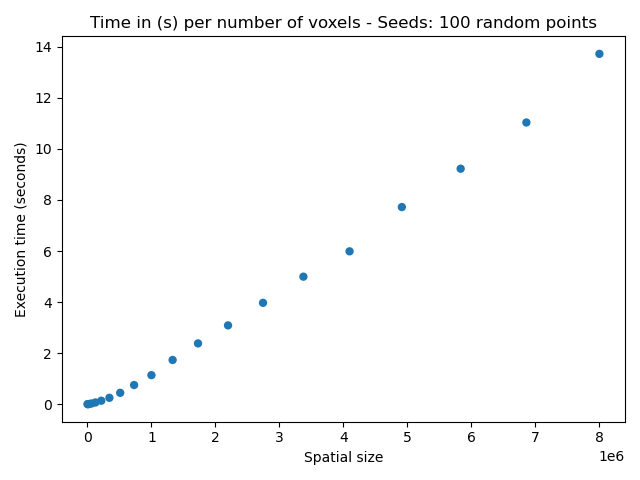 Time in (s) per number of voxels - Seeds: 100 random points
Execution time (seconds)
14
12
10
8
6
4
2
0
0 1 2 3 4 5 6 7 8
1e6
Spatial size